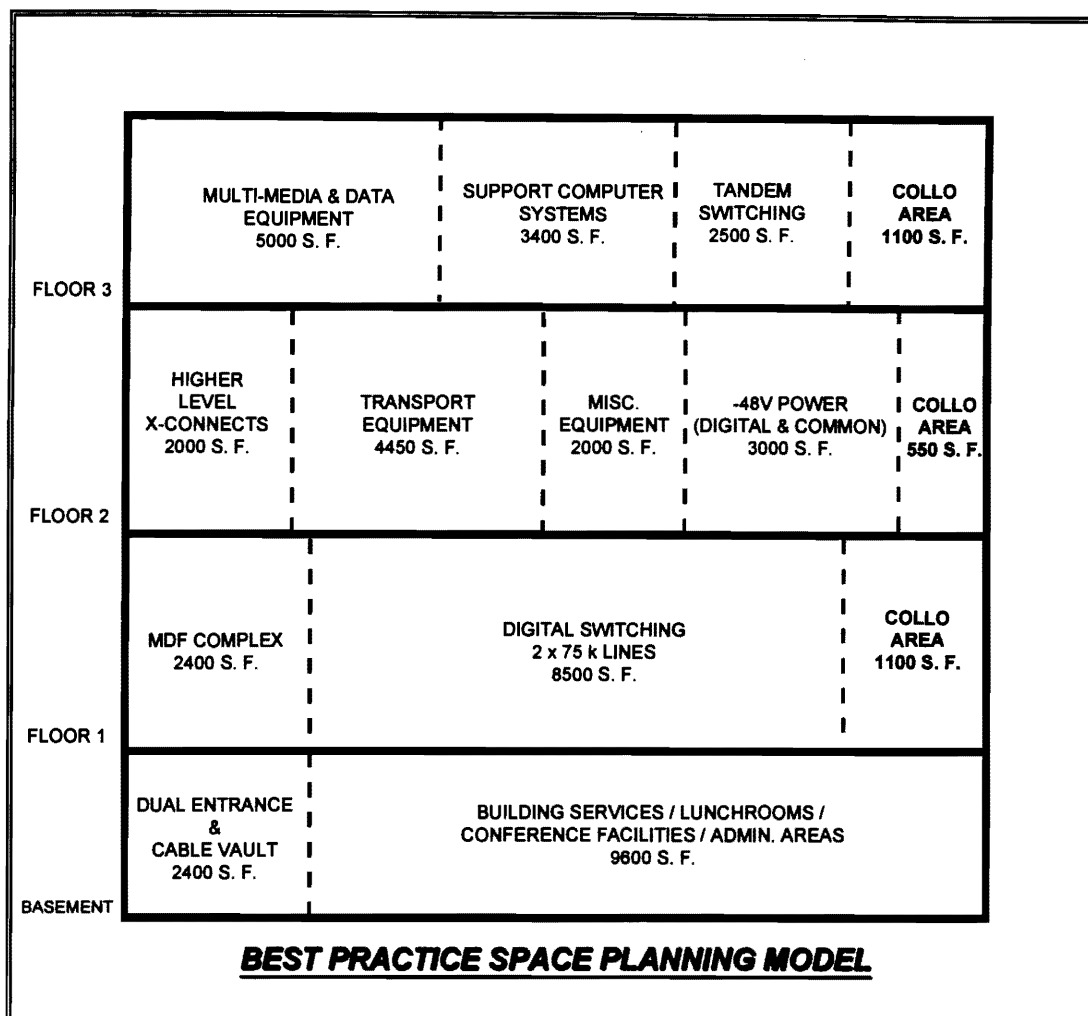 MULTI-MEDIA & DATA
EQUIPMENT
5000 S. F.
SUPPORT COMPUTER
SYSTEMS
3400 S. F.
TANDEM
SWITCHING
2500 S. F.
COLLO
AREA
1100 S. F.
FLOOR 3
HIGHER
LEVEL
X-CONNECTS
2000 S. F.
TRANSPORT
EQUIPMENT
4450 S. F.
MISC.
EQUIPMENT
2000 S. F.
-48V POWER
(DIGITAL & COMMON)
3000 S. F.
COLLO
AREA
550 S. F.
FLOOR 2
MDF COMPLEX
2400 S. F.
DIGITAL SWITCHING
2 x 75 k LINES
8500 S. F.
COLLO
AREA
1100 S. F.
FLOOR 1
DUAL ENTRANCE
&
CABLE VAULT
2400 S. F.
BUILDING SERVICES / LUNCHROOMS /
CONFERENCE FACILITIES / ADMIN. AREAS
9600 S. F.
BASEMENT
BEST PRACTICE SPACE PLANNING MODEL